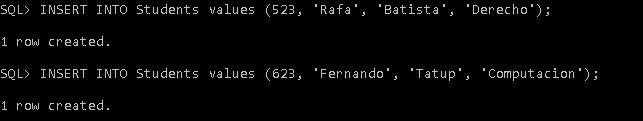 SQL> INSERT INTO Students values (523, 'Rafa', 'Batista', 'Derecho');
1 row created.
SQL> INSERT INTO Students values (623, 'Fernando', 'Tatup', 'Computacion');
1 row created.